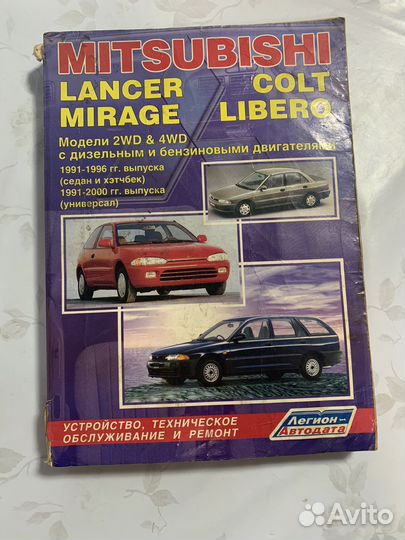 MITSUBISHI
LANCER COLT
MIRAGE LIBERO
Модели 2WD & 4WD
с дизельным и бензиновыми двигателями
1991-1996 гг. выпуска
(седан и хэтчбек)
1991-2000 гг. выпуска
(универсал)
УСТРОЙСТВО, ТЕХНИЧЕСКОЕ
ОБСЛУЖИВАНИЕ И РЕМОНТ
Легион-
Автодата
Avito